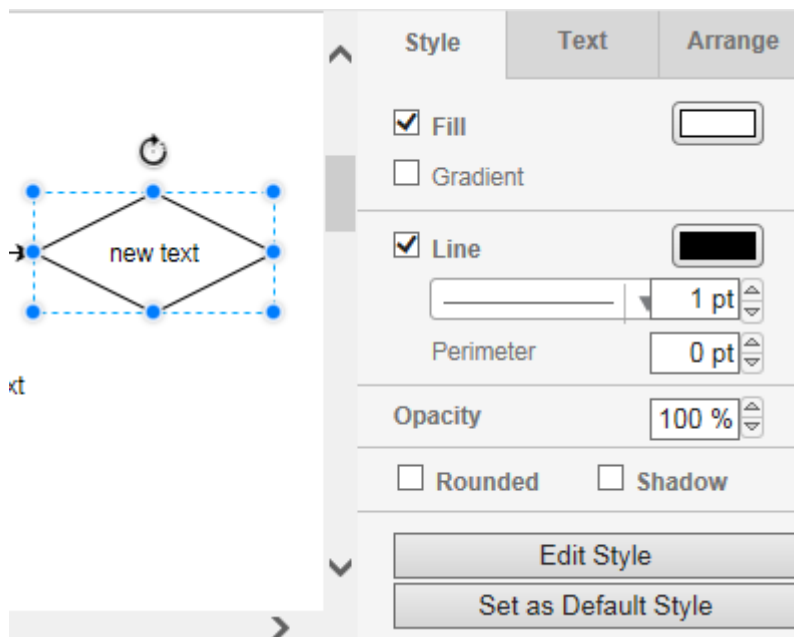 Style Text Arrange
Fill
Gradient
new text
Line
1 pt
Perimeter 0 pt
xt
Opacity 100 %
Rounded Shadow
Edit Style
Set as Default Style